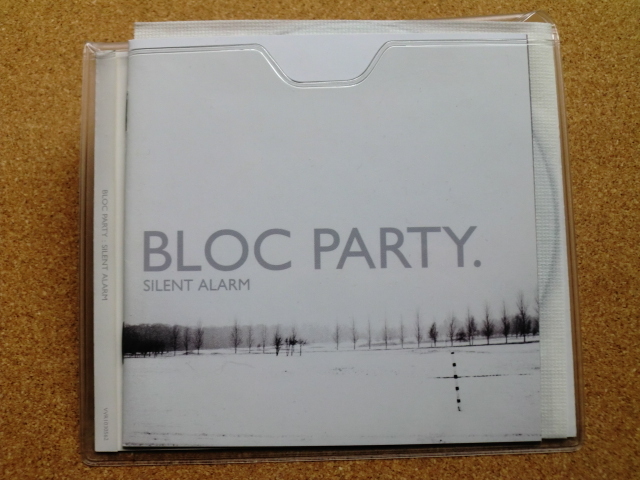 BLOC PARTY.
SILENT ALARM
BLOC PARTY. SILENT ALARM